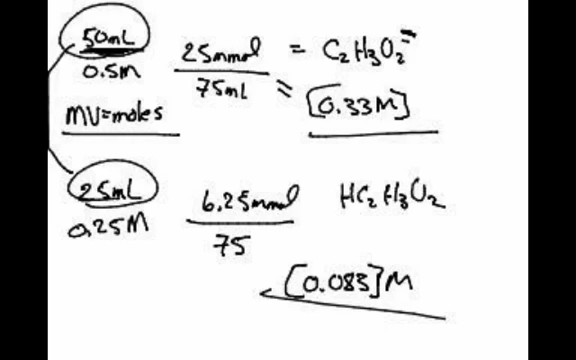 50mL
0.5M
25mmol / 75mL = C₂H₃O₂⁻
= [0.33M]
MV=moles
25mL
0.25M
6.25mmol / 75 HC₂H₃O₂
[0.083]M